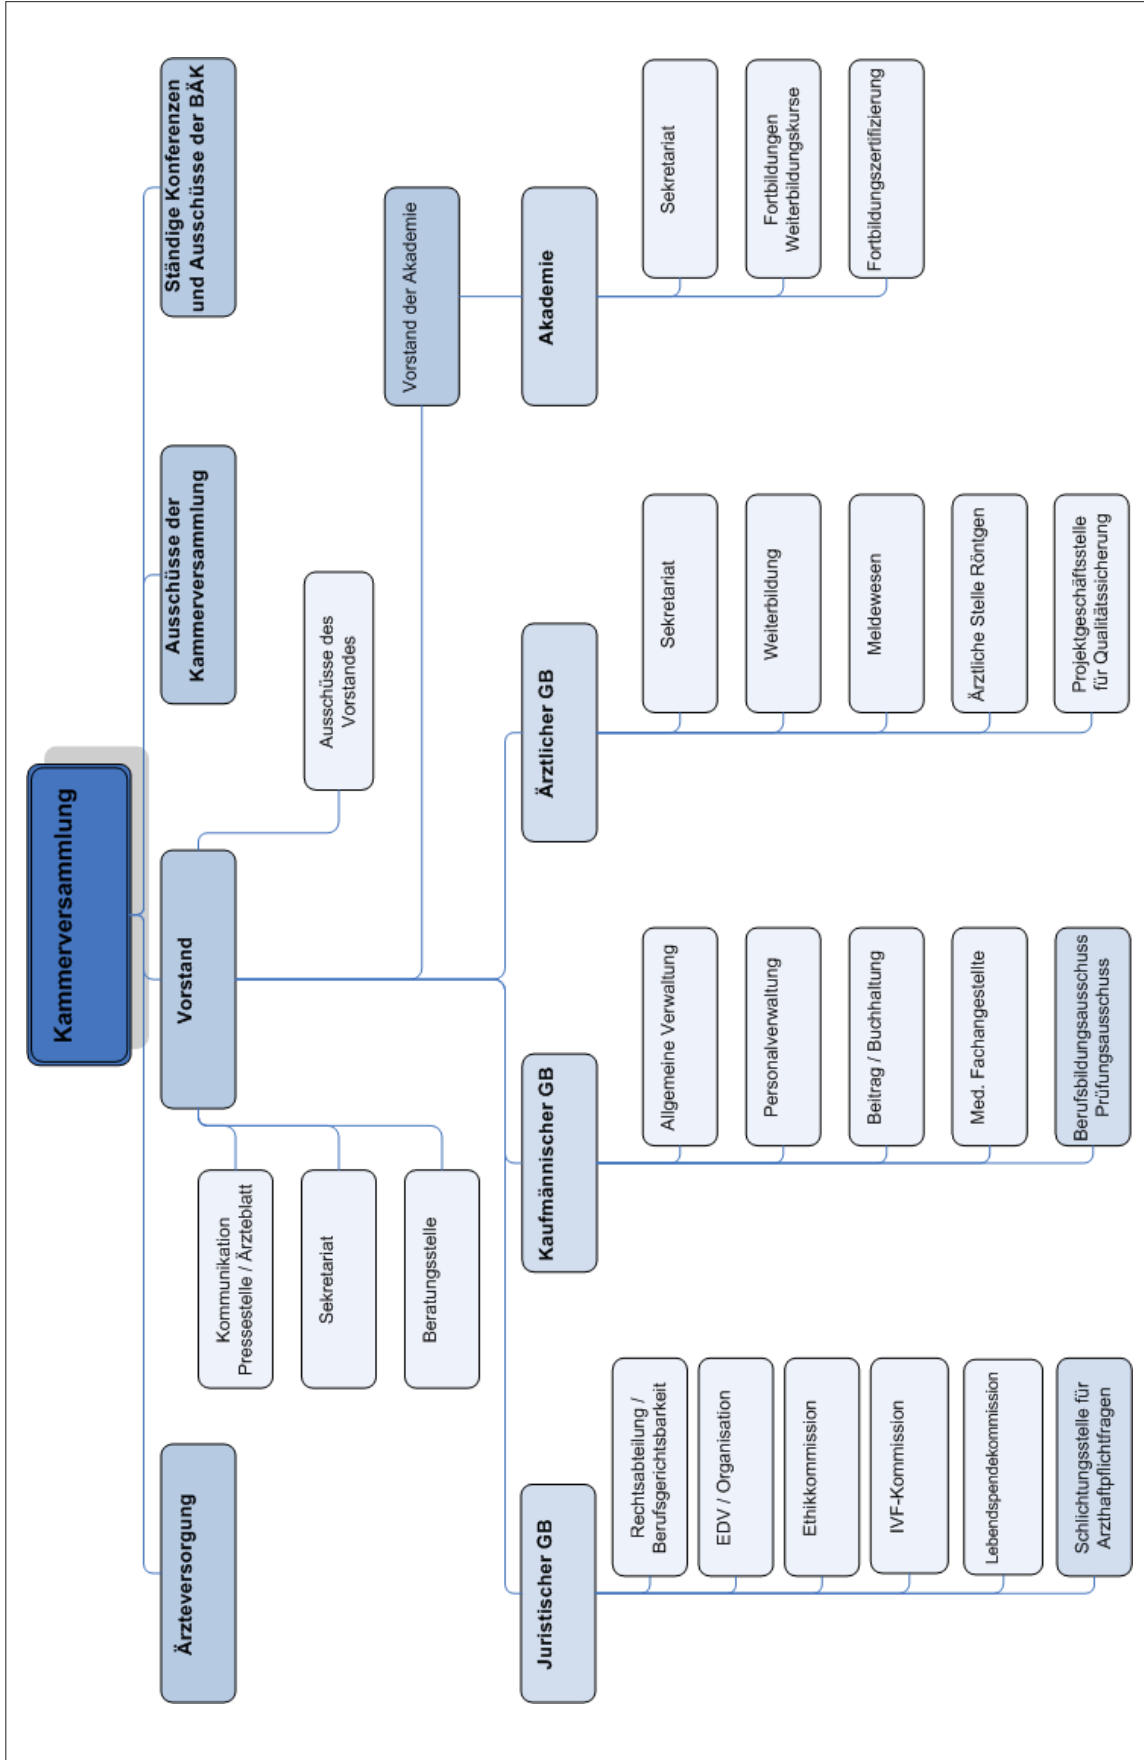 Kammerversammlung
Ärzteversorgung
Vorstand
Ausschüsse der
Kammerversammlung
Ständige Konferenzen
und Ausschüsse der BÄK
Kommunikation
Pressestelle / Ärzteblatt
Sekretariat
Beratungsstelle
Ausschüsse des
Vorstandes
Vorstand der Akademie
Juristischer GB
Kaufmännischer GB
Ärztlicher GB
Akademie
Rechtsabteilung /
Berufsgerichtsbarkeit
EDV / Organisation
Ethikkommission
IVF-Kommission
Lebendspendekommission
Schlichtungsstelle für
Arzthaftpflichtfragen
Allgemeine Verwaltung
Personalverwaltung
Beitrag / Buchhaltung
Med. Fachangestellte
Berufsbildungsausschuss
Prüfungsausschuss
Sekretariat
Weiterbildung
Meldewesen
Ärztliche Stelle Röntgen
Projektgeschäftsstelle
für Qualitätssicherung
Sekretariat
Fortbildungen
Weiterbildungskurse
Fortbildungszertifizierung